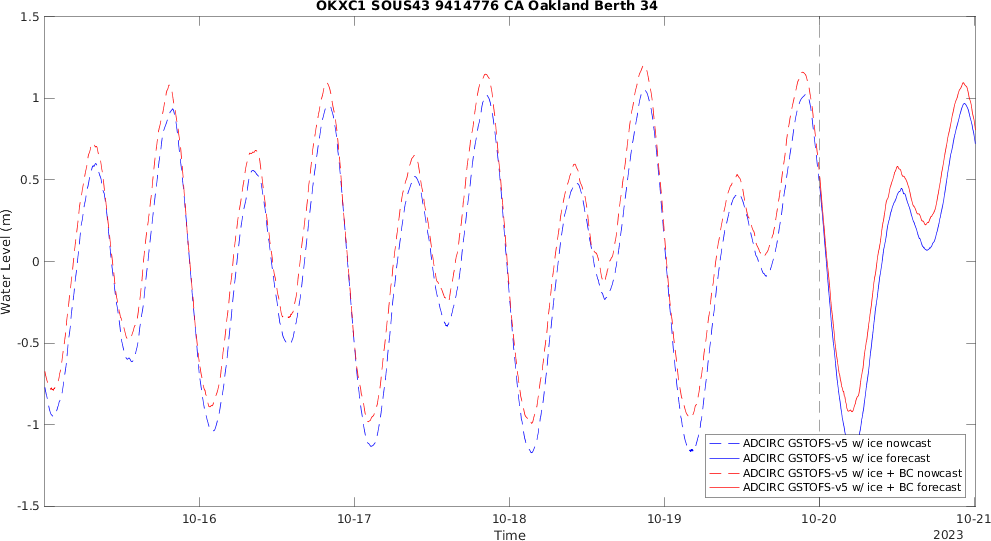 OKXC1 SOUS43 9414776 CA Oakland Berth 34
1.5
1
0.5
0
-0.5
-1
-1.5
Water Level (m)
10-16
10-17
10-18
10-19
10-20
10-21
Time
2023
ADCIRC GSTOFS-v5 w/ ice nowcast
ADCIRC GSTOFS-v5 w/ ice forecast
ADCIRC GSTOFS-v5 w/ ice + BC nowcast
ADCIRC GSTOFS-v5 w/ ice + BC forecast